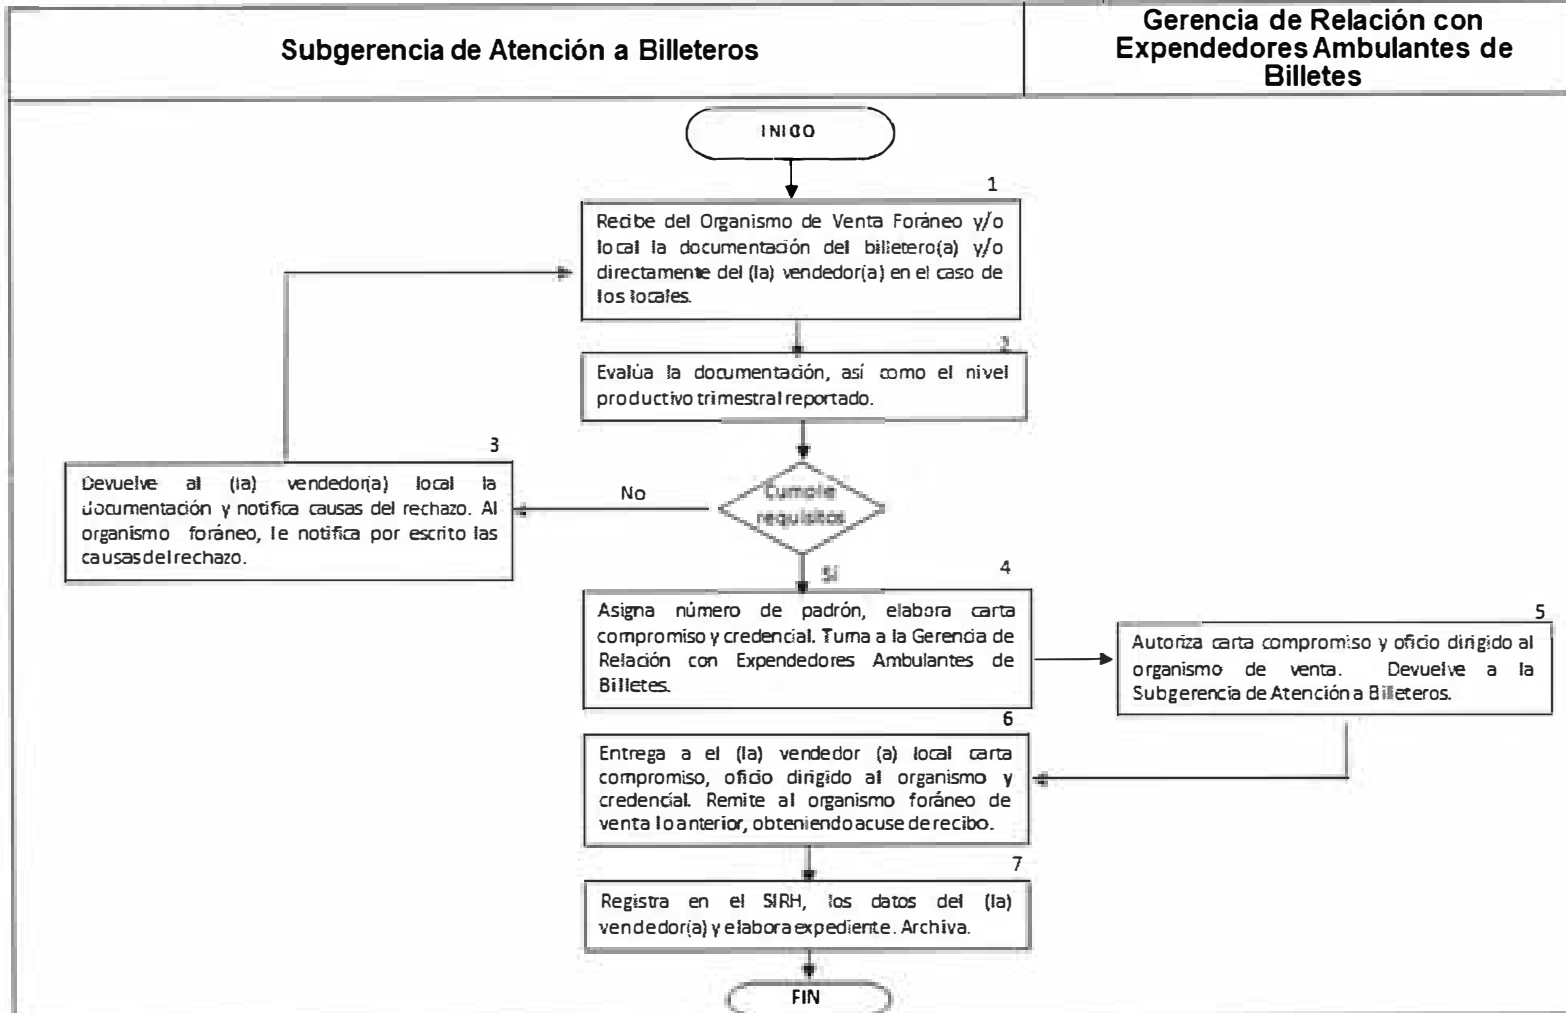 Subgerencia de Atención a Billeteros
Gerencia de Relación con
Expendedores Ambulantes de
Billetes
INICIO
1
Recibe del Organismo de Venta Foráneo y/o
local la documentación del billetero(a) y/o
directamente del (la) vendedor(a) en el caso de
los locales.
2
Evalúa la documentación, así como el nivel
productivo trimestral reportado.
3
Devuelve al (la) vendedor(a) local la
documentación y notifica causas del rechazo. Al
organismo foráneo, le notifica por escrito las
causas del rechazo.
No
Cumple
requisitos
Sí
4
Asigna número de padrón, elabora carta
compromiso y credencial. Turna a la Gerencia de
Relación con Expendedores Ambulantes de
Billetes.
5
Autoriza carta compromiso y oficio dirigido al
organismo de venta. Devuelve a la
Subgerencia de Atención a Billeteros.
6
Entrega a el (la) vendedor (a) local carta
compromiso, oficio dirigido al organismo y
credencial. Remite al organismo foráneo de
venta lo anterior, obteniendo acuse de recibo.
7
Registra en el SIRH, los datos del (la)
vendedor(a) y elabora expediente. Archiva.
FIN